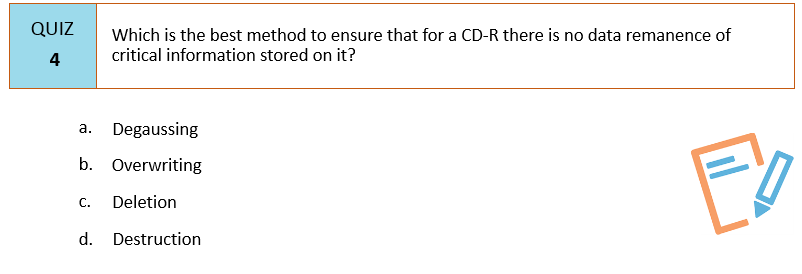 QUIZ
4
Which is the best method to ensure that for a CD-R there is no data remanence of
critical information stored on it?
a. Degaussing
b. Overwriting
c. Deletion
d. Destruction